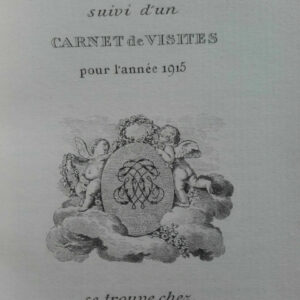 suivi d'un
CARNET de VISITES
pour l'année 1915
se trouve chez